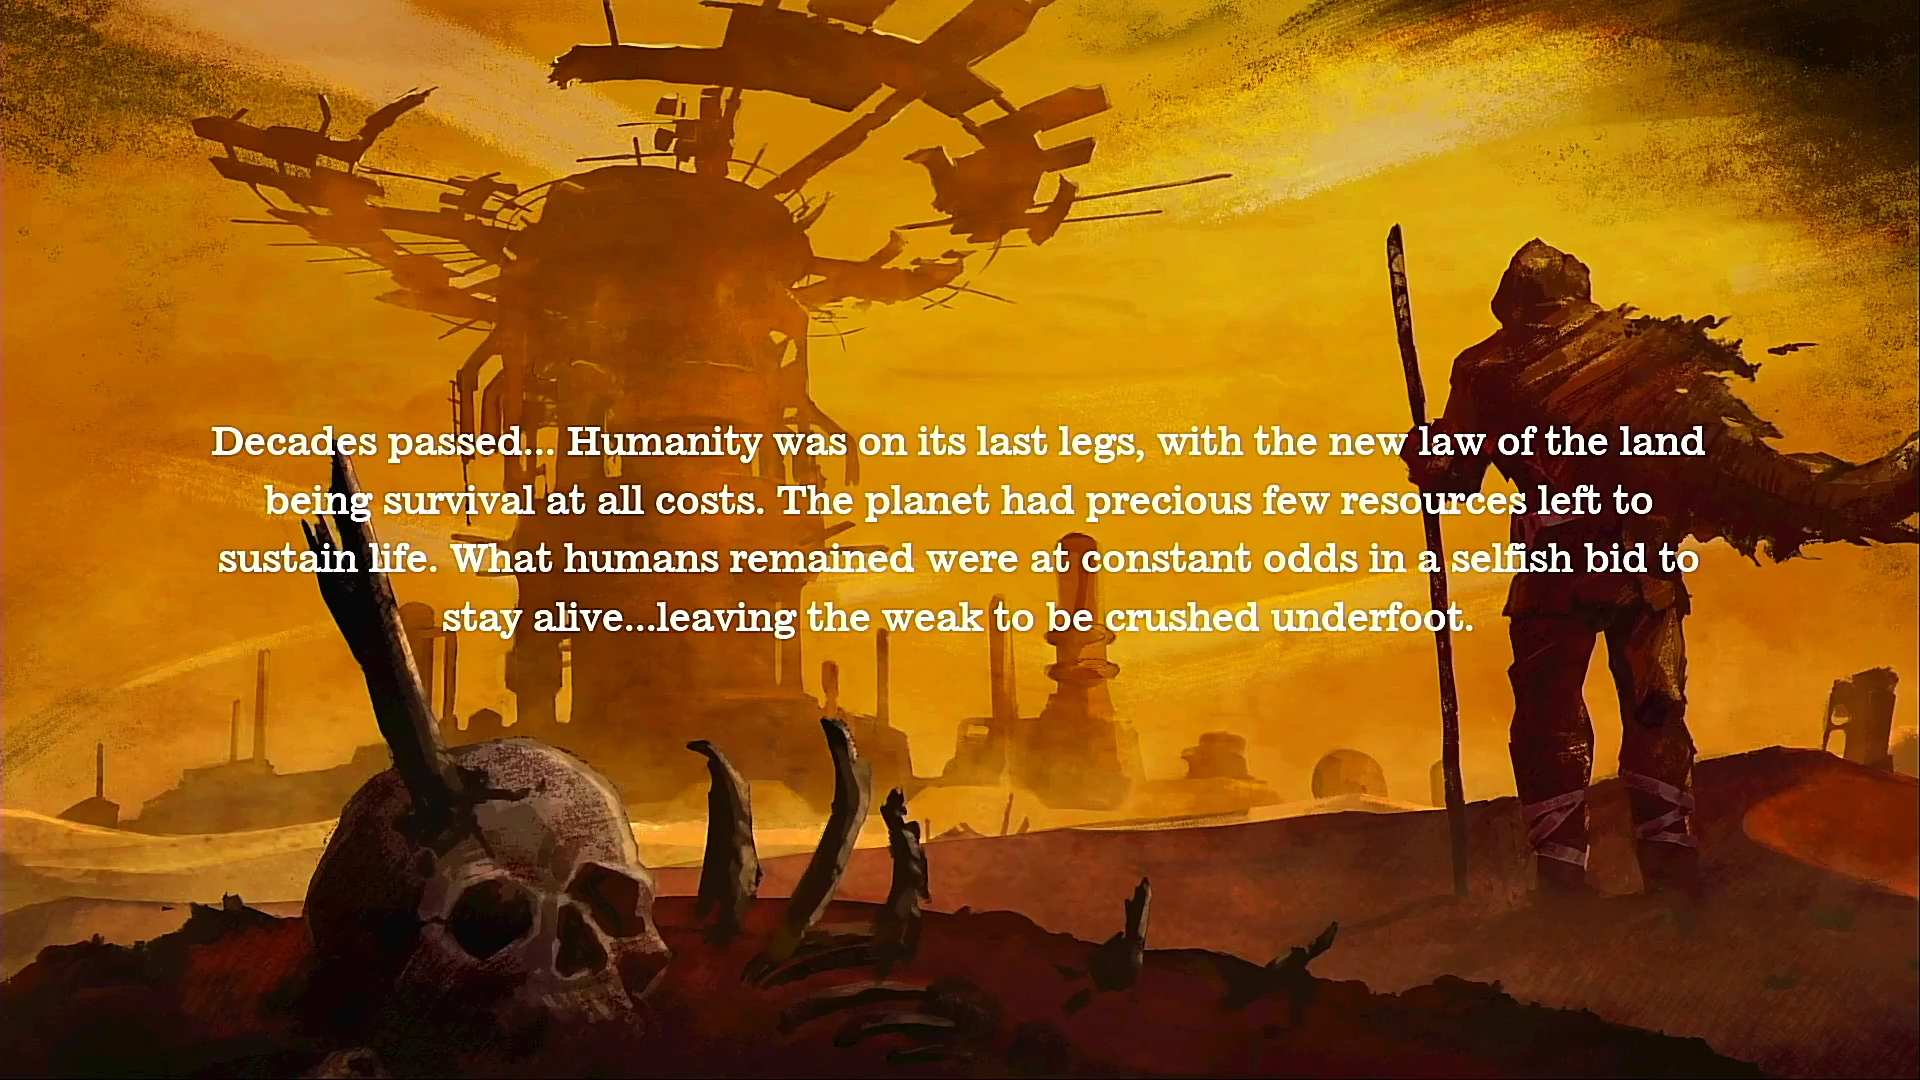 Decades passed... Humanity was on its last legs, with the new law of the land
being survival at all costs. The planet had precious few resources left to
sustain life. What humans remained were at constant odds in a selfish bid to
stay alive...leaving the weak to be crushed underfoot.